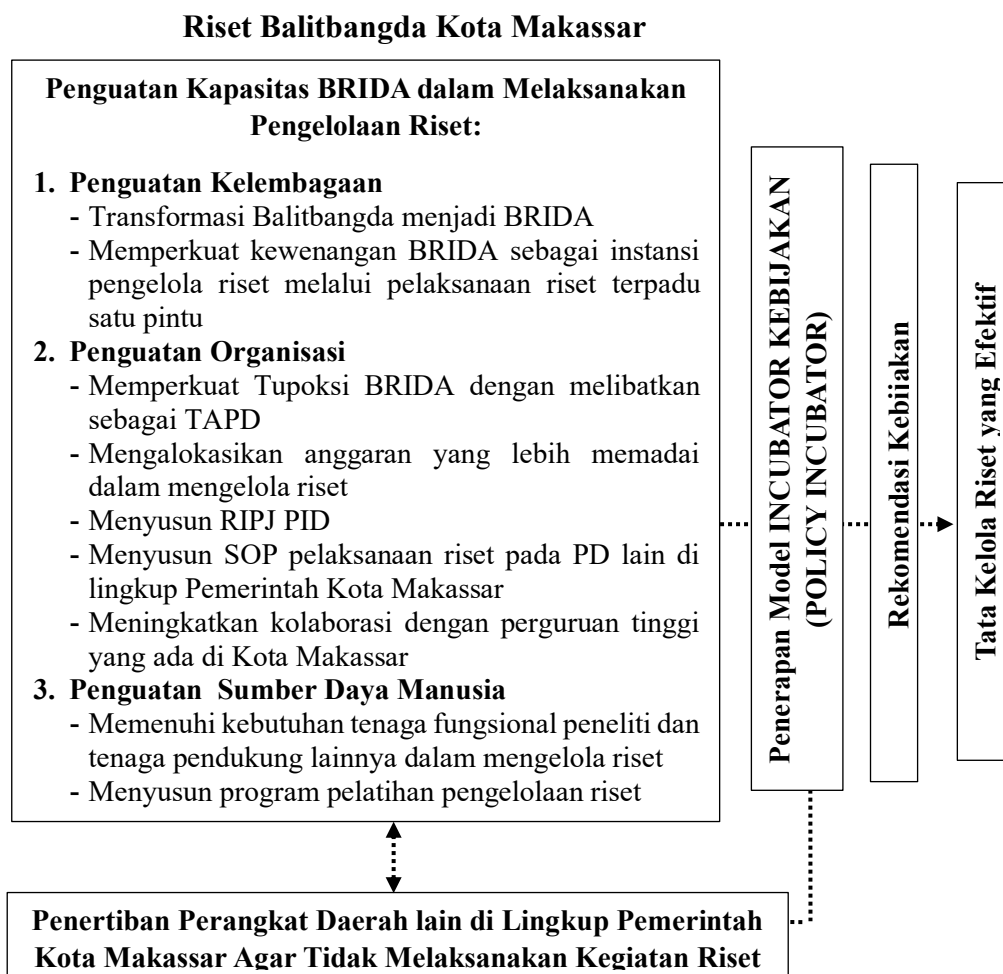 Riset Balitbangda Kota Makassar
Penguatan Kapasitas BRIDA dalam Melaksanakan
Pengelolaan Riset:
1. Penguatan Kelembagaan
- Transformasi Balitbangda menjadi BRIDA
- Memperkuat kewenangan BRIDA sebagai instansi
pengelola riset melalui pelaksanaan riset terpadu
satu pintu
2. Penguatan Organisasi
- Memperkuat Tupoksi BRIDA dengan melibatkan
sebagai TAPD
- Mengalokasikan anggaran yang lebih memadai
dalam mengelola riset
- Menyusun RIPJ PID
- Menyusun SOP pelaksanaan riset pada PD lain di
lingkup Pemerintah Kota Makassar
- Meningkatkan kolaborasi dengan perguruan tinggi
yang ada di Kota Makassar
3. Penguatan Sumber Daya Manusia
- Memenuhi kebutuhan tenaga fungsional peneliti dan
tenaga pendukung lainnya dalam mengelola riset
- Menyusun program pelatihan pengelolaan riset
Penerapan Model INCUBATOR KEBIJAKAN
(POLICY INCUBATOR)
Rekomendasi Kebijakan
Tata Kelola Riset yang Efektif
Penertiban Perangkat Daerah lain di Lingkup Pemerintah
Kota Makassar Agar Tidak Melaksanakan Kegiatan Riset